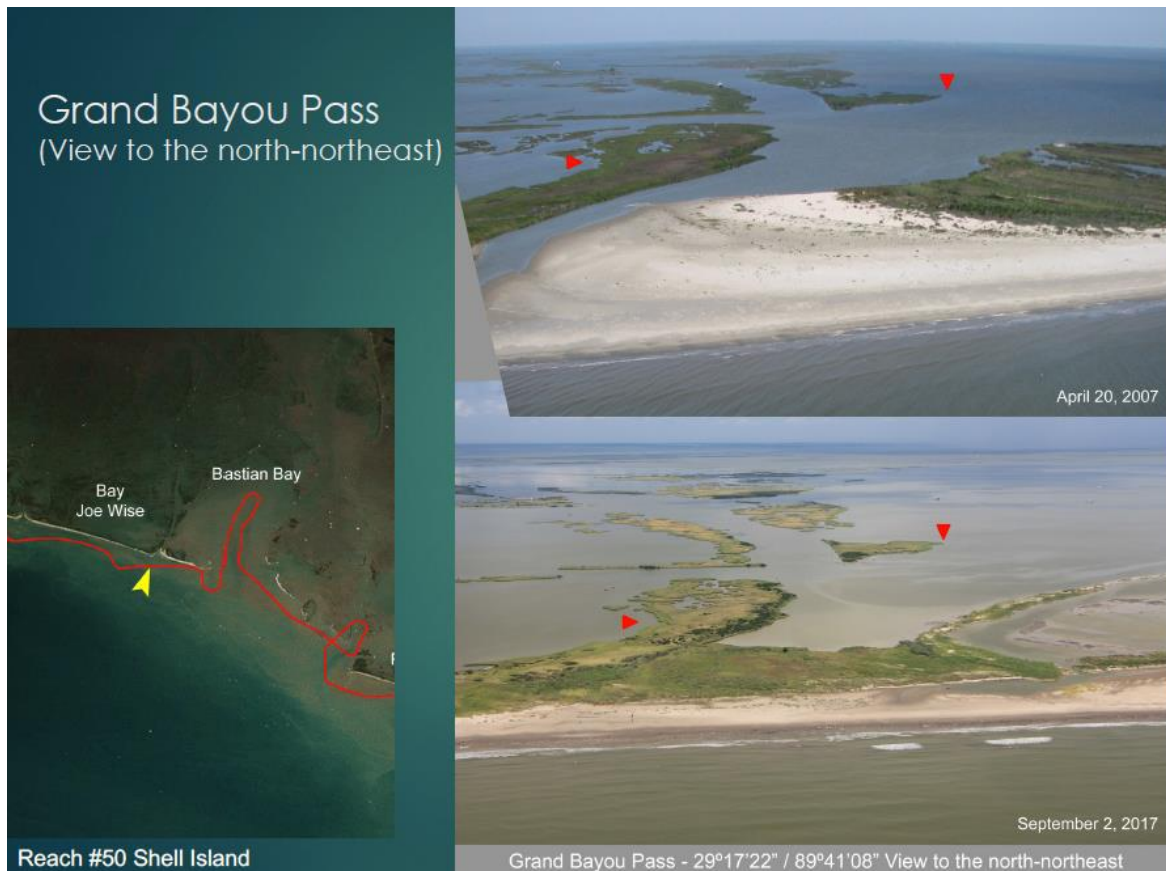 Grand Bayou Pass
(View to the north-northeast)
April 20, 2007
Bastian Bay
Bay
Joe Wise
September 2, 2017
Reach #50 Shell Island
Grand Bayou Pass - 29º17'22” / 89º41'08” View to the north-northeast